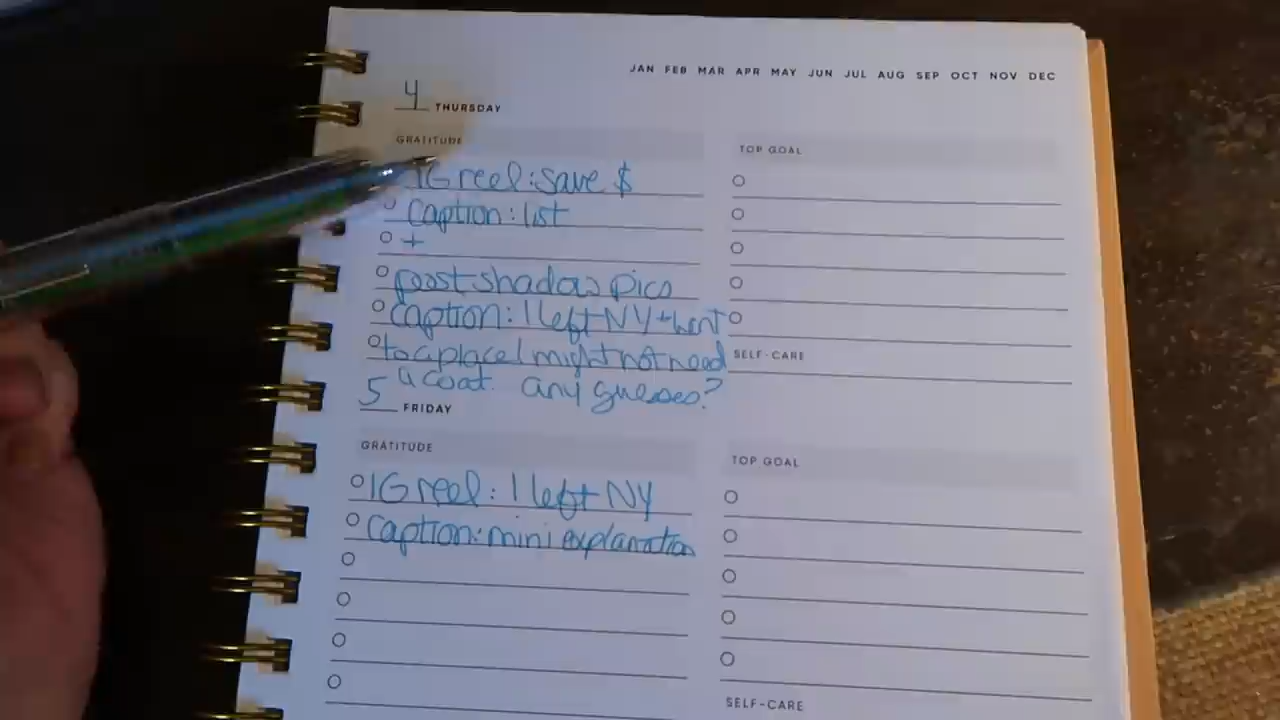 JAN FEB MAR APR MAY JUN JUL AUG SEP OCT NOV DEC
4 THURSDAY
GRATITUDE
IG reel: save $
Caption: list
+
post shadow pics
Caption: I left NY + went
to a place I might not need
a coat. any guesses?
TOP GOAL
SELF-CARE
5 FRIDAY
GRATITUDE
IG reel: I left NY
Caption: mini explanation
TOP GOAL
SELF-CARE